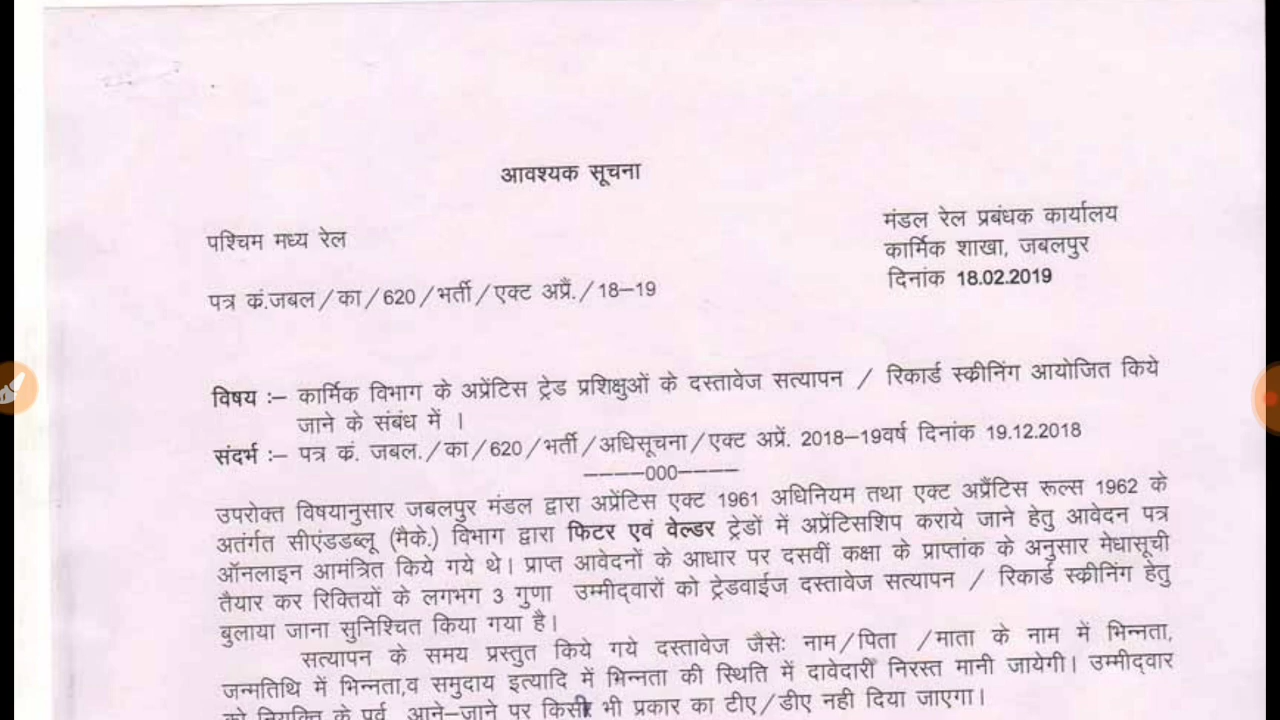 आवश्यक सूचना
पश्चिम मध्य रेल
मंडल रेल प्रबंधक कार्यालय
कार्मिक शाखा, जबलपुर
दिनांक 18.02.2019
पत्र कं.जबल/का/620/भर्ती/एक्ट अप्रैं./18–19
विषय :– कार्मिक विभाग के अप्रेंटिस ट्रेड प्रशिक्षुओं के दस्तावेज सत्यापन / रिकार्ड स्क्रीनिंग आयोजित किये
जाने के संबंध में ।
संदर्भ :– पत्र कं. जबल./का/620/भर्ती/अधिसूचना/एक्ट अप्रें. 2018–19वर्ष दिनांक 19.12.2018
––––000––––
उपरोक्त विषयानुसार जबलपुर मंडल द्वारा अप्रेंटिस एक्ट 1961 अधिनियम तथा एक्ट अप्रैंटिस रूल्स 1962 के
अतंर्गत सीएंडडब्लू (मैके.) विभाग द्वारा फिटर एवं वेल्डर ट्रेडों में अप्रेंटिसशिप कराये जाने हेतु आवेदन पत्र
ऑनलाइन आमंत्रित किये गये थे। प्राप्त आवेदनों के आधार पर दसवीं कक्षा के प्राप्तांक के अनुसार मेधासूची
तैयार कर रिक्तियों के लगभग 3 गुणा उम्मीद्वारों को ट्रेडवाईज दस्तावेज सत्यापन / रिकार्ड स्क्रीनिंग हेतु
बुलाया जाना सुनिश्चित किया गया है।
सत्यापन के समय प्रस्तुत किये गये दस्तावेज जैसेः नाम/पिता /माता के नाम में भिन्नता,
जन्मतिथि में भिन्नता,व समुदाय इत्यादि में भिन्नता की स्थिति में दावेदारी निरस्त मानी जायेगी। उम्मीद्वार
को नियुक्ति के पूर्व आने–जाने पर किसी भी प्रकार का टीए/डीए नही दिया जाएगा।